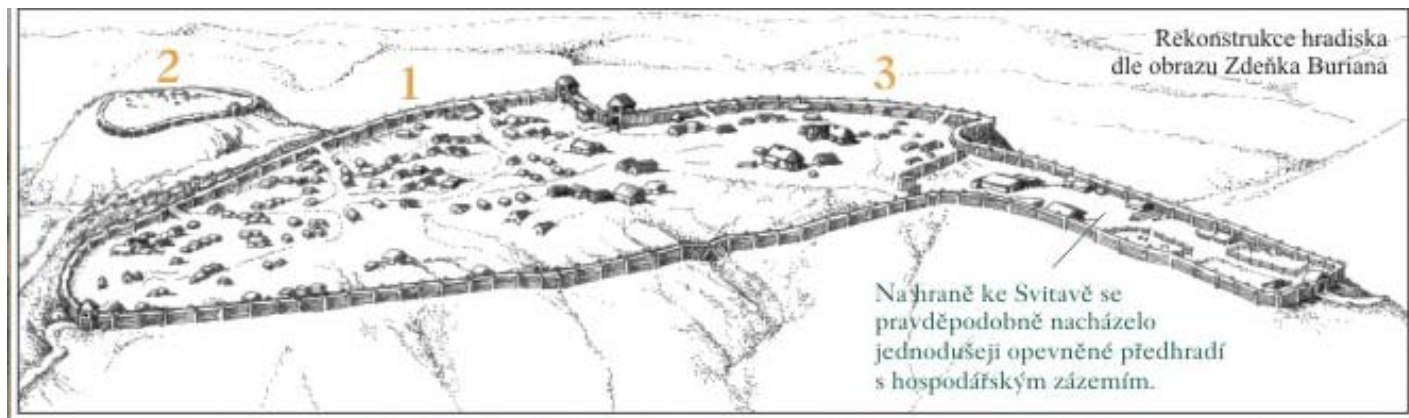 Rekonstrukce hradiska
dle obrazu Zdeňka Buriana
2
1
3
Na hraně ke Svitavě se
pravděpodobně nacházelo
jednodušeji opevněné předhradí
s hospodářským zázemím.